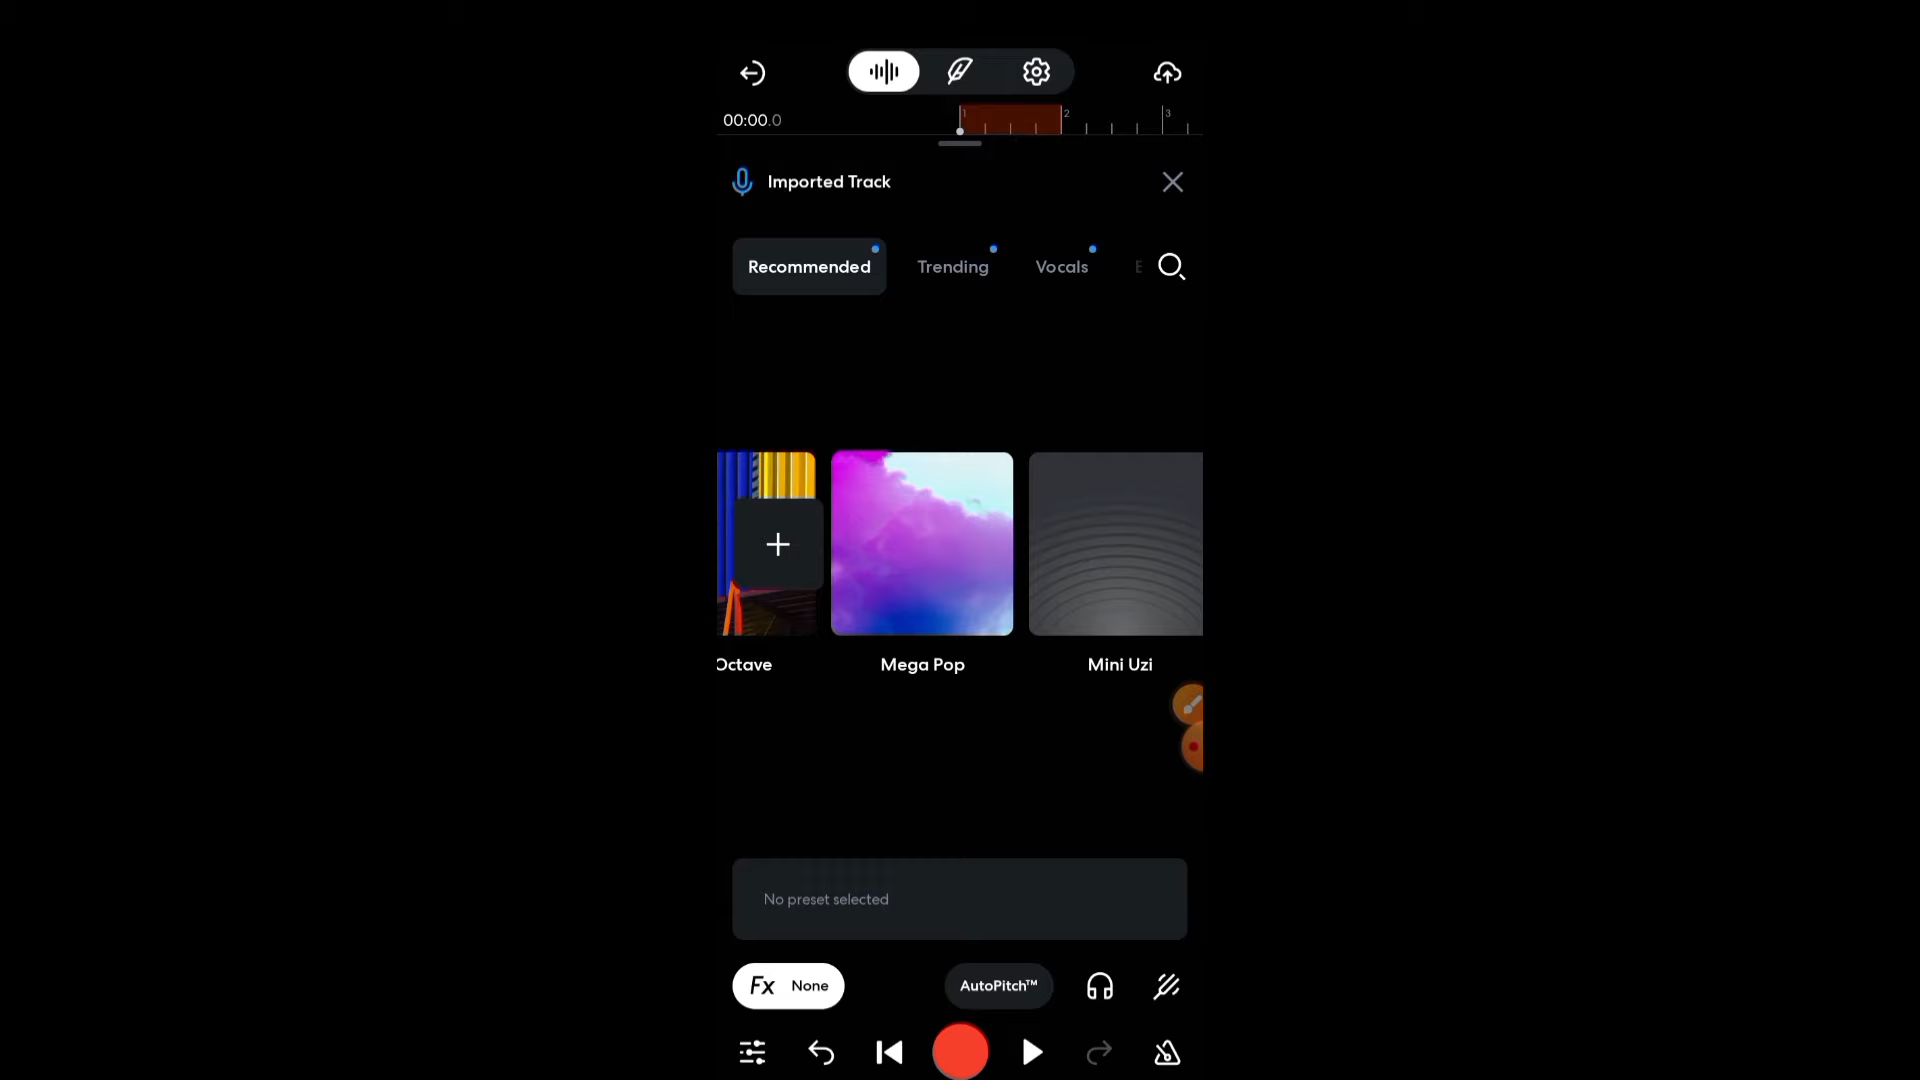 00:00.0
1 2 3
Imported Track
Recommended
Trending
Vocals
E
Octave
Mega Pop
Mini Uzi
No preset selected
Fx None
AutoPitch™